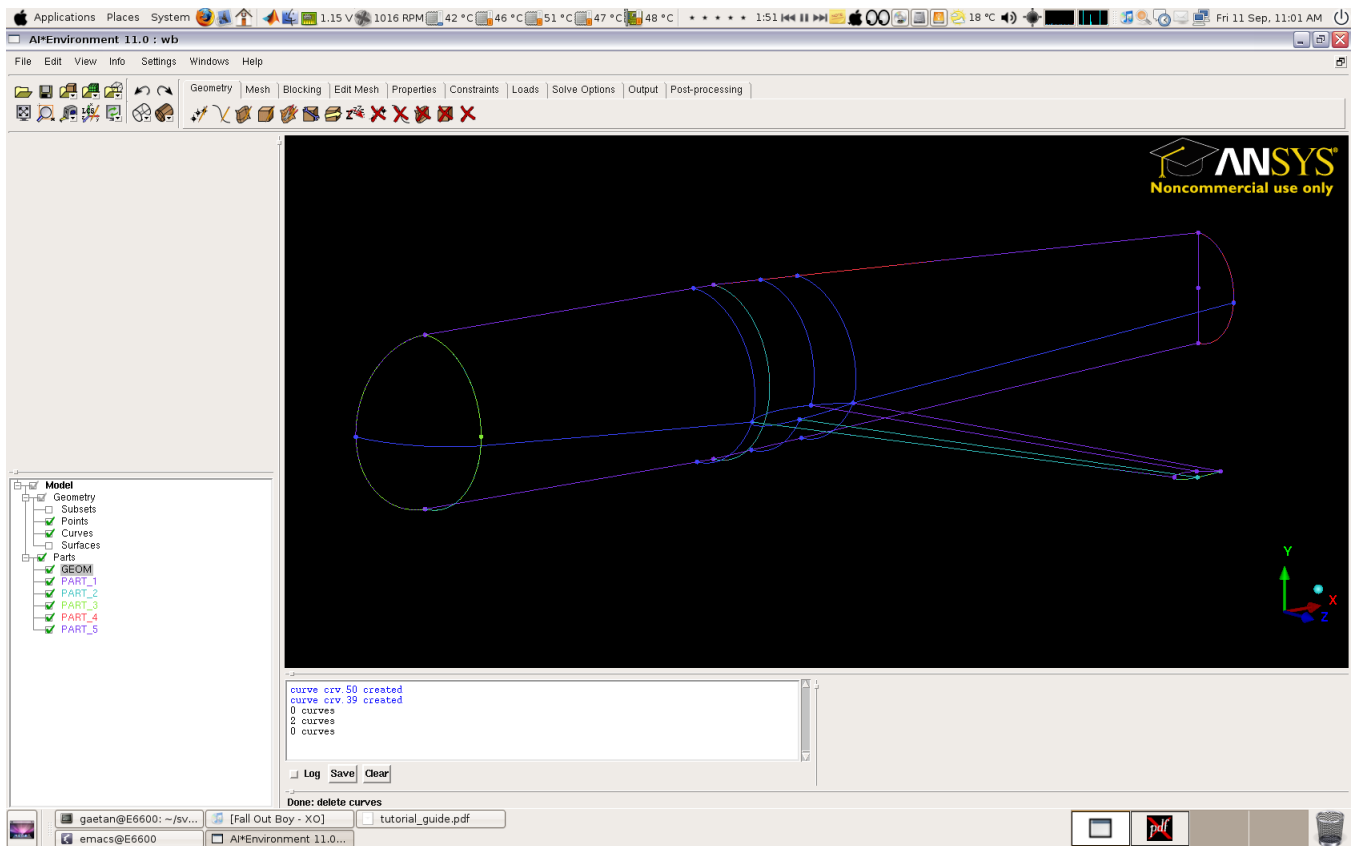 Applications Places System 1.15 V 1016 RPM 42 °C 46 °C 51 °C 47 °C 48 °C 1:51 18 °C Fri 11 Sep, 11:01 AM
AI*Environment 11.0 : wb
File Edit View Info Settings Windows Help
Geometry Mesh Blocking Edit Mesh Properties Constraints Loads Solve Options Output Post-processing
ANSYS
Noncommercial use only
Model
Geometry
Subsets
Points
Curves
Surfaces
Parts
GEOM
PART_1
PART_2
PART_3
PART_4
PART_5
Y
X
Z
curve crv.50 created
curve crv.39 created
0 curves
2 curves
0 curves
Log Save Clear
Done: delete curves
gaetan@E6600: ~/sv... [Fall Out Boy - XO] tutorial_guide.pdf
emacs@E6600 AI*Environment 11.0...
pdf